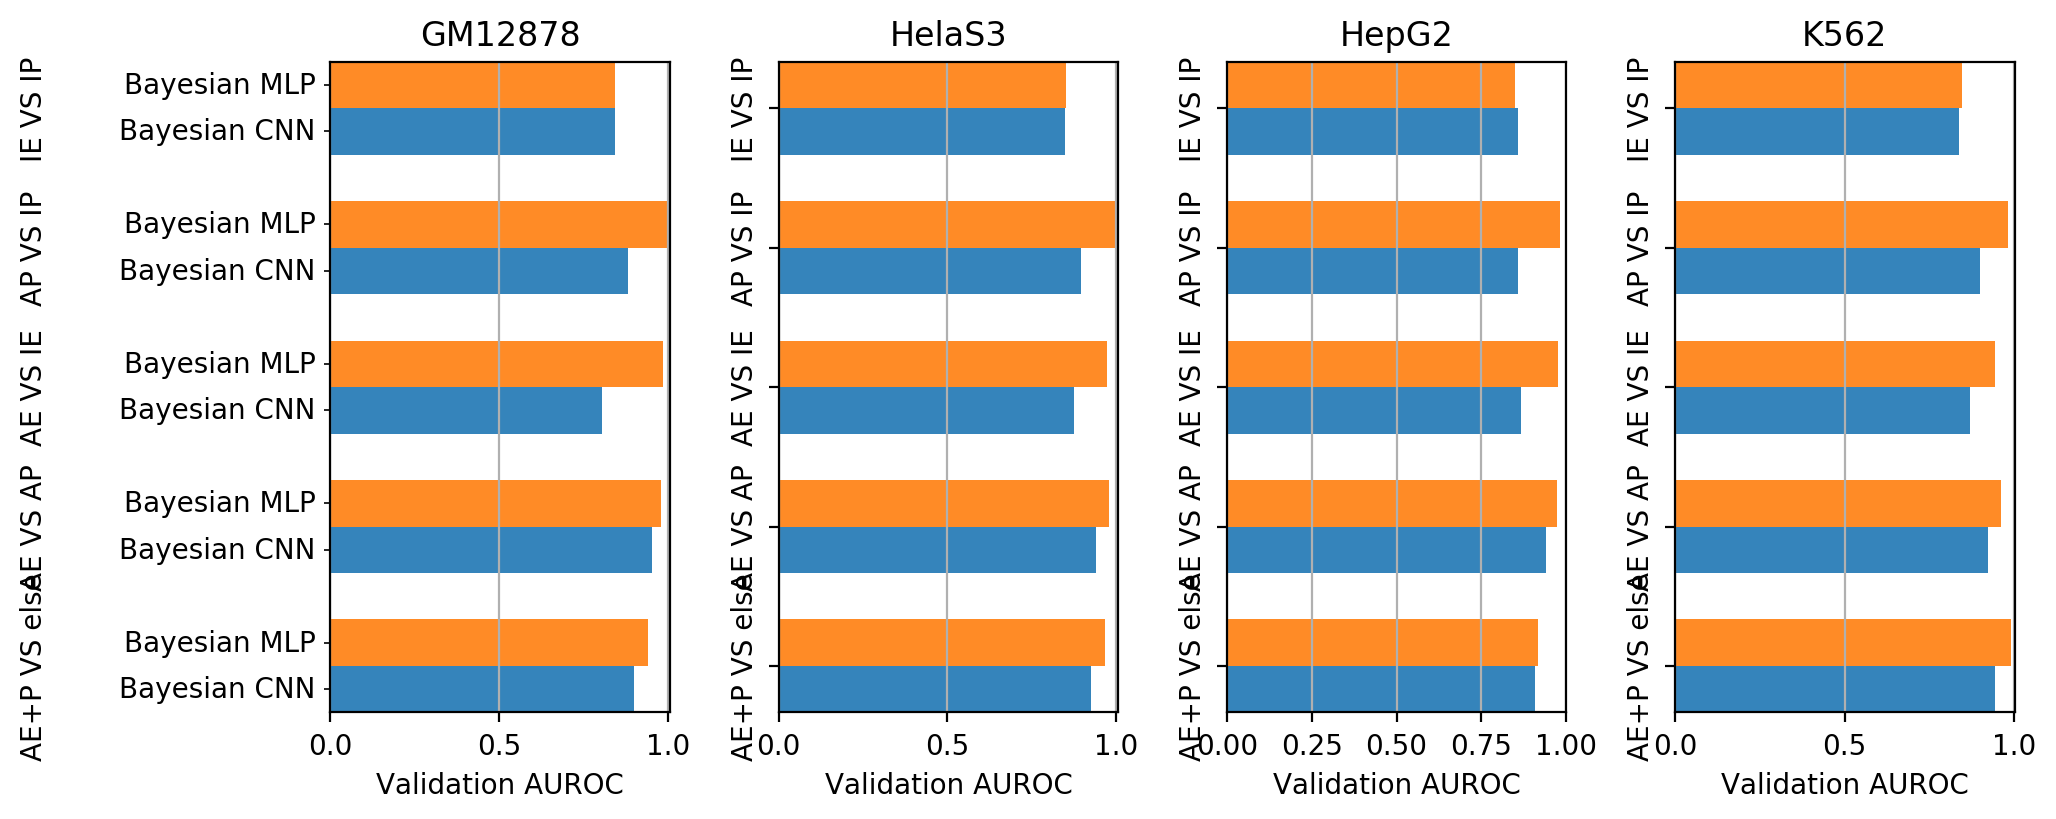 GM12878
HelaS3
HepG2
K562
IE VS IP
Bayesian MLP
Bayesian CNN
AP VS IP
Bayesian MLP
Bayesian CNN
AE VS IE
Bayesian MLP
Bayesian CNN
AE VS AP
Bayesian MLP
Bayesian CNN
AE+P VS else
Bayesian MLP
Bayesian CNN
0.0 0.5 1.0
Validation AUROC
IE VS IP
AP VS IP
AE VS IE
AE VS AP
AE+P VS else
0.0 0.5 1.0
Validation AUROC
IE VS IP
AP VS IP
AE VS IE
AE VS AP
AE+P VS else
0.00 0.25 0.50 0.75 1.00
Validation AUROC
IE VS IP
AP VS IP
AE VS IE
AE VS AP
AE+P VS else
0.0 0.5 1.0
Validation AUROC